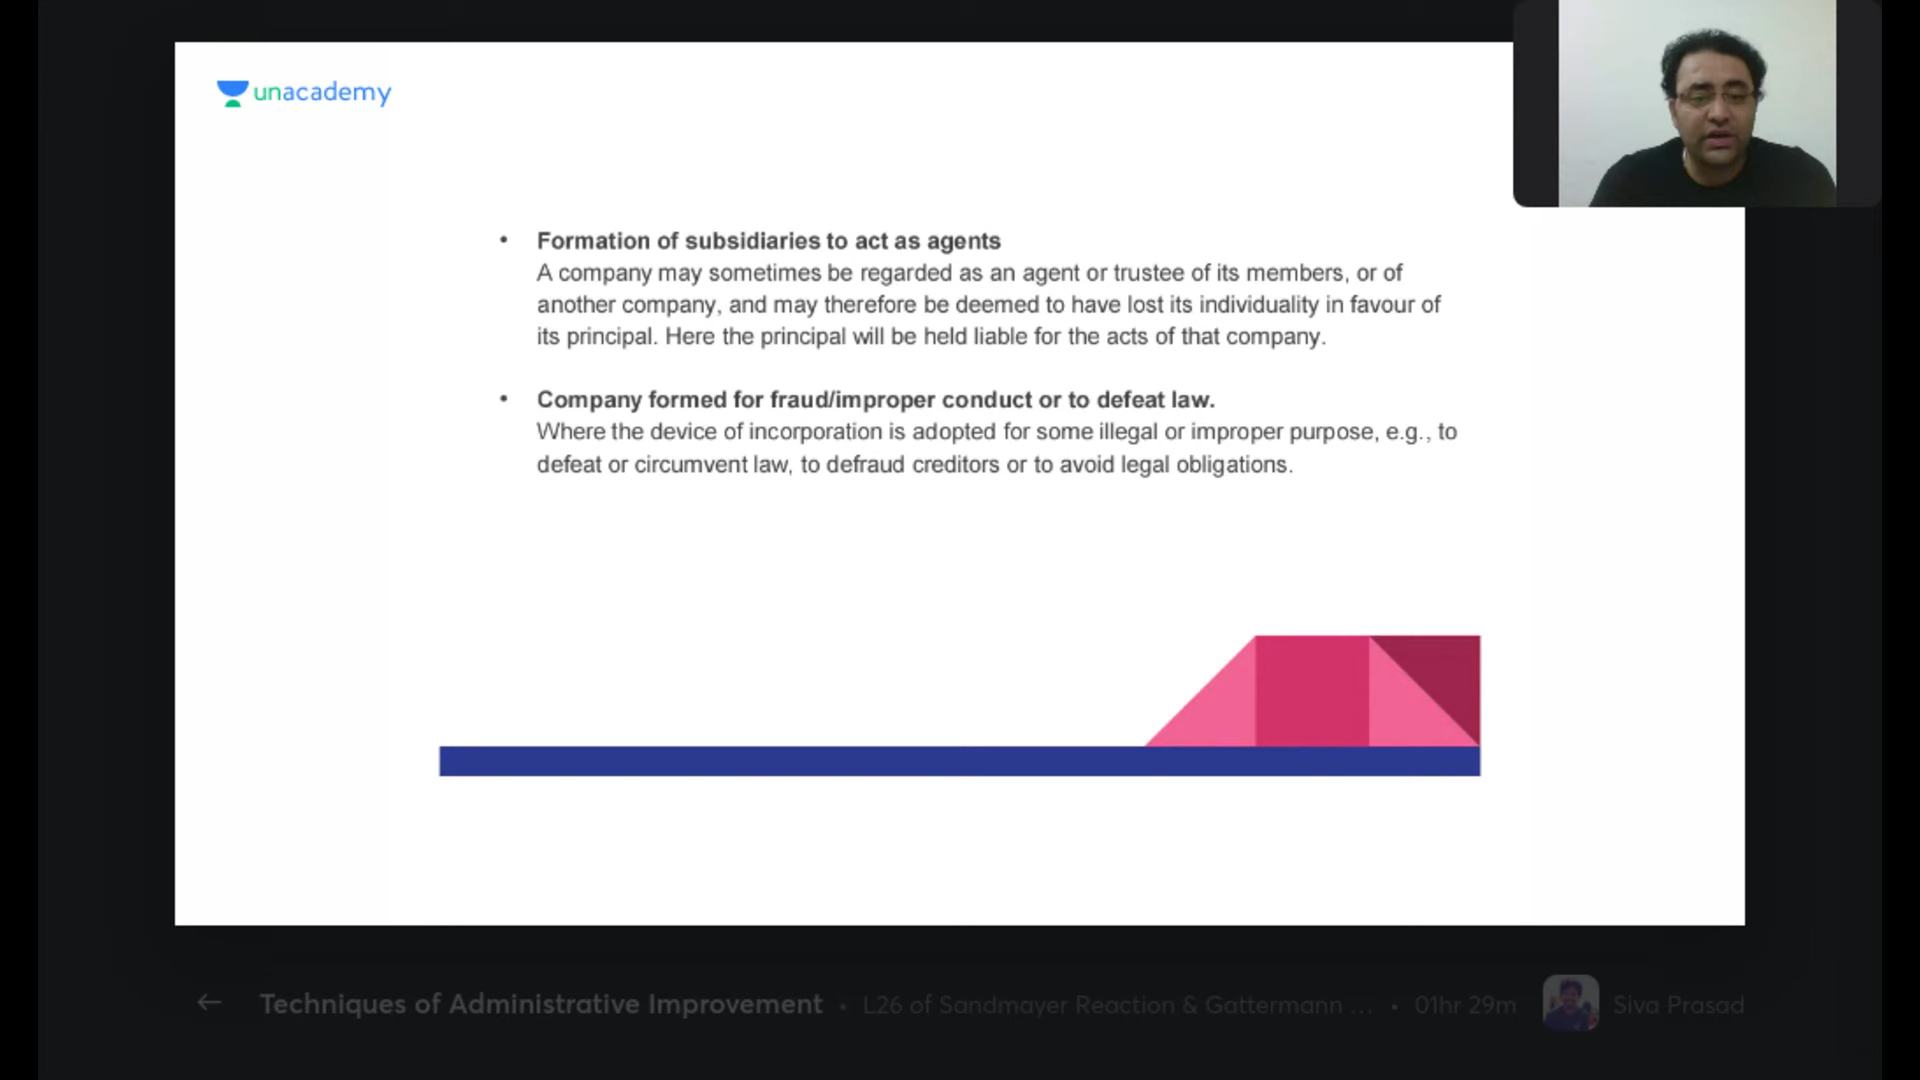 unacademy
• Formation of subsidiaries to act as agents
A company may sometimes be regarded as an agent or trustee of its members, or of
another company, and may therefore be deemed to have lost its individuality in favour of
its principal. Here the principal will be held liable for the acts of that company.
• Company formed for fraud/improper conduct or to defeat law.
Where the device of incorporation is adopted for some illegal or improper purpose, e.g., to
defeat or circumvent law, to defraud creditors or to avoid legal obligations.
← Techniques of Administrative Improvement • L26 of Sandmayer Reaction & Gattermann ... • 01hr 29m Siva Prasad